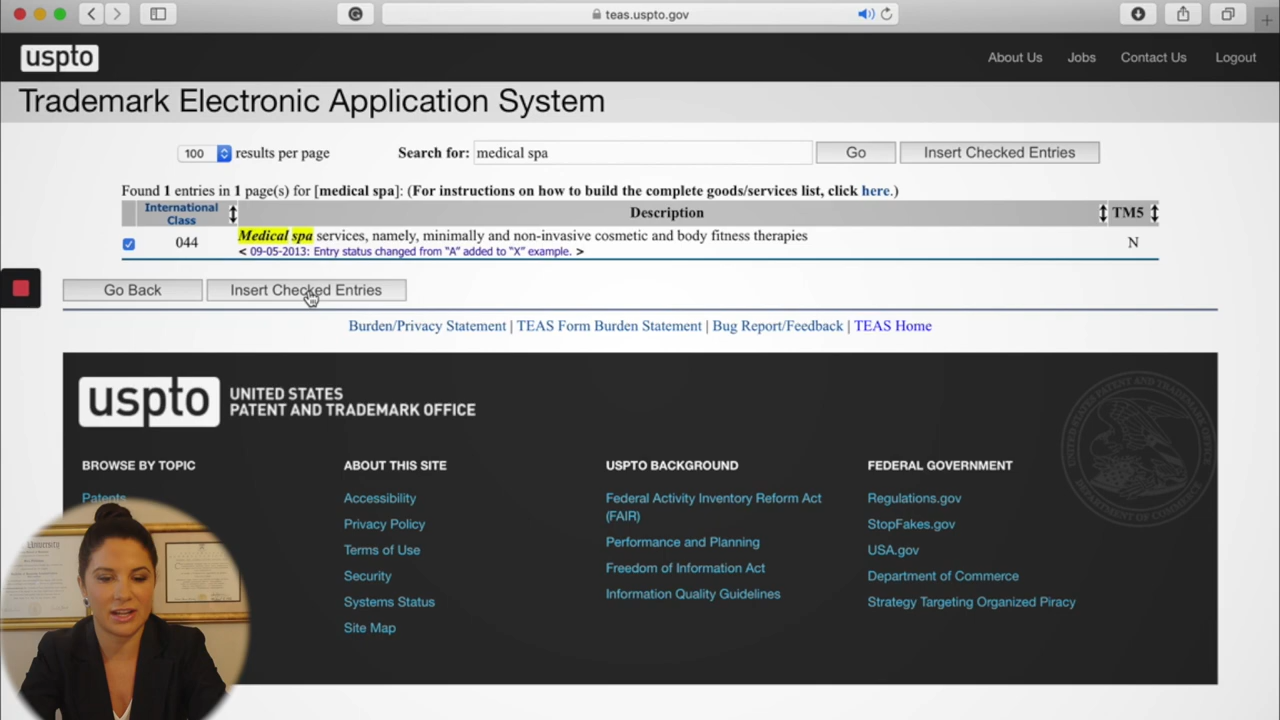 teas.uspto.gov
uspto
About Us Jobs Contact Us Logout
Trademark Electronic Application System
100 results per page Search for: medical spa Go Insert Checked Entries
Found 1 entries in 1 page(s) for [medical spa]: (For instructions on how to build the complete goods/services list, click here.)
International Class Description TM5
044 Medical spa services, namely, minimally and non-invasive cosmetic and body fitness therapies N
< 09-05-2013: Entry status changed from “A” added to “X” example. >
Go Back Insert Checked Entries
Burden/Privacy Statement | TEAS Form Burden Statement | Bug Report/Feedback | TEAS Home
uspto UNITED STATES
PATENT AND TRADEMARK OFFICE
BROWSE BY TOPIC
Patents
ABOUT THIS SITE
Accessibility
Privacy Policy
Terms of Use
Security
Systems Status
Site Map
USPTO BACKGROUND
Federal Activity Inventory Reform Act
(FAIR)
Performance and Planning
Freedom of Information Act
Information Quality Guidelines
FEDERAL GOVERNMENT
Regulations.gov
StopFakes.gov
USA.gov
Department of Commerce
Strategy Targeting Organized Piracy